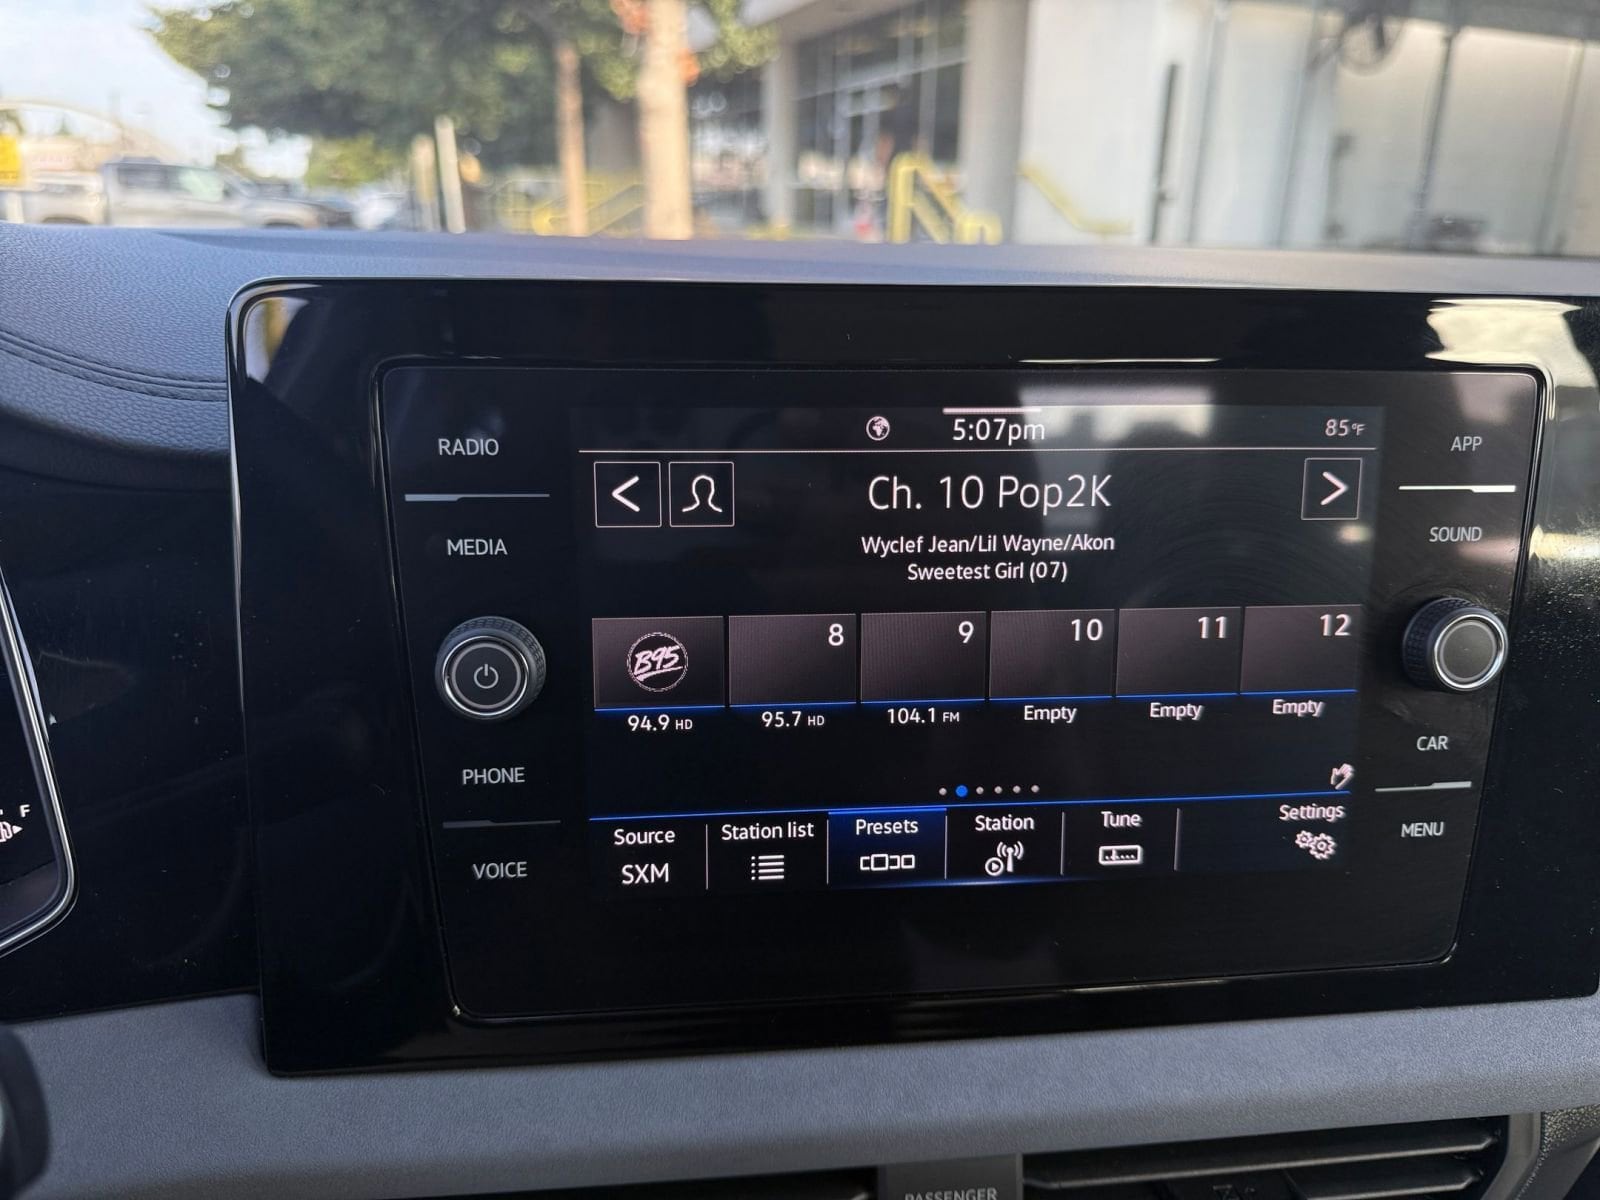 RADIO
MEDIA
PHONE
VOICE
5:07pm
85°F
Ch. 10 Pop2K
Wyclef Jean/Lil Wayne/Akon
Sweetest Girl (07)
B95
8
9
10
11
12
94.9 HD
95.7 HD
104.1 FM
Empty
Empty
Empty
Source
SXM
Station list
Presets
Station
Tune
Settings
APP
SOUND
CAR
MENU
F
PASSENGER